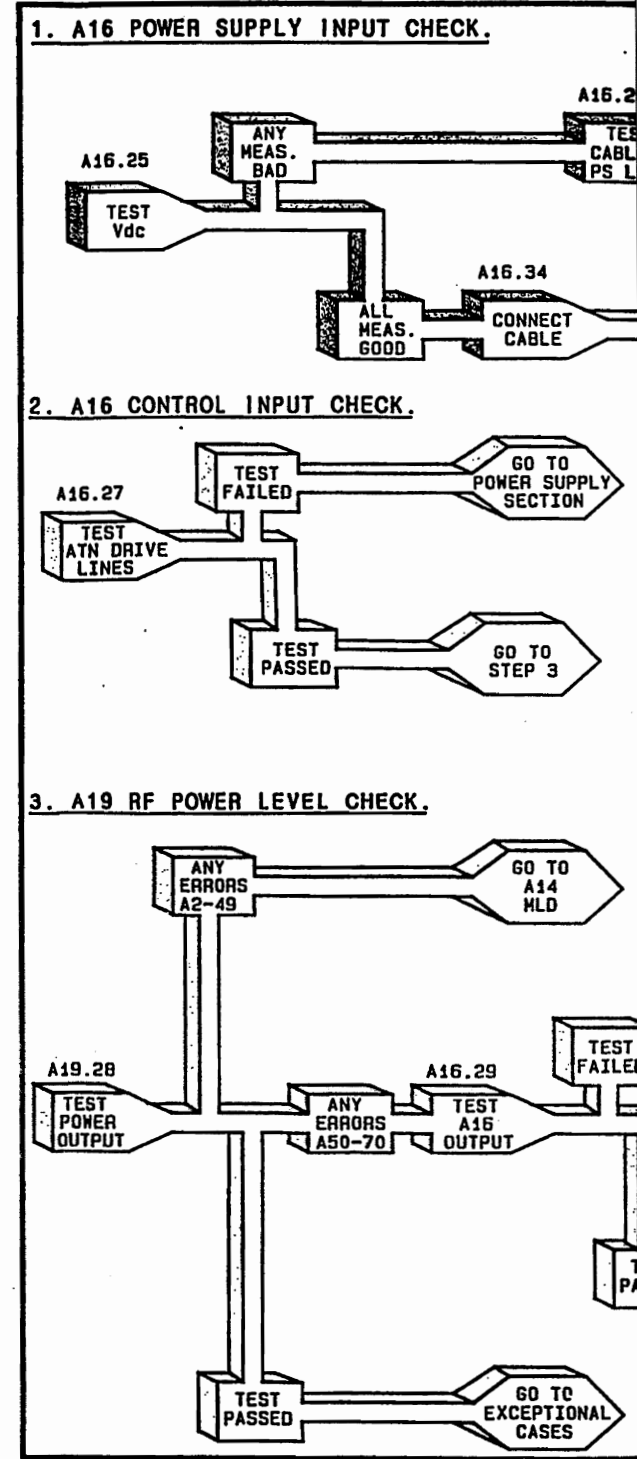 1. A16 POWER SUPPLY INPUT CHECK.
A16.25
TEST
Vdc
ANY
MEAS.
BAD
A16.2
CABL
PS L
ALL
MEAS.
GOOD
A16.34
CONNECT
CABLE
2. A16 CONTROL INPUT CHECK.
A16.27
TEST
ATN DRIVE
LINES
TEST
FAILED
GO TO
POWER SUPPLY
SECTION
TEST
PASSED
GO TO
STEP 3
3. A19 RF POWER LEVEL CHECK.
ANY
ERRORS
A2-49
GO TO
A14
MLD
A19.28
TEST
POWER
OUTPUT
ANY
ERRORS
A50-70
A16.29
TEST
A16
OUTPUT
TEST
FAILED
T
PA
TEST
PASSED
GO TO
EXCEPTIONAL
CASES